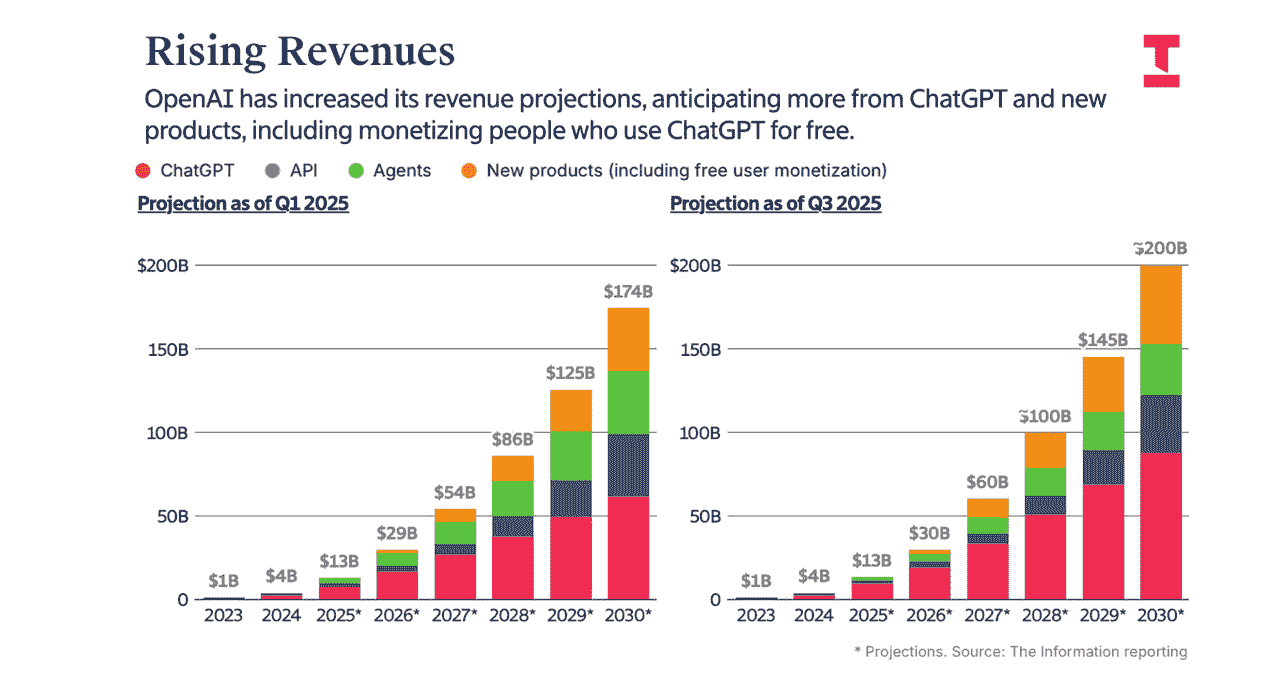 Rising Revenues
OpenAI has increased its revenue projections, anticipating more from ChatGPT and new
products, including monetizing people who use ChatGPT for free.
ChatGPT API Agents New products (including free user monetization)
Projection as of Q1 2025
$200B
150B
100B
50B
0
$1B
$4B
$13B
$29B
$54B
$86B
$125B
$174B
2023 2024 2025* 2026* 2027* 2028* 2029* 2030*
Projection as of Q3 2025
$200B
150B
100B
50B
0
$1B
$4B
$13B
$30B
$60B
~$100B
$145B
~$200B
2023 2024 2025* 2026* 2027* 2028* 2029* 2030*
* Projections. Source: The Information reporting